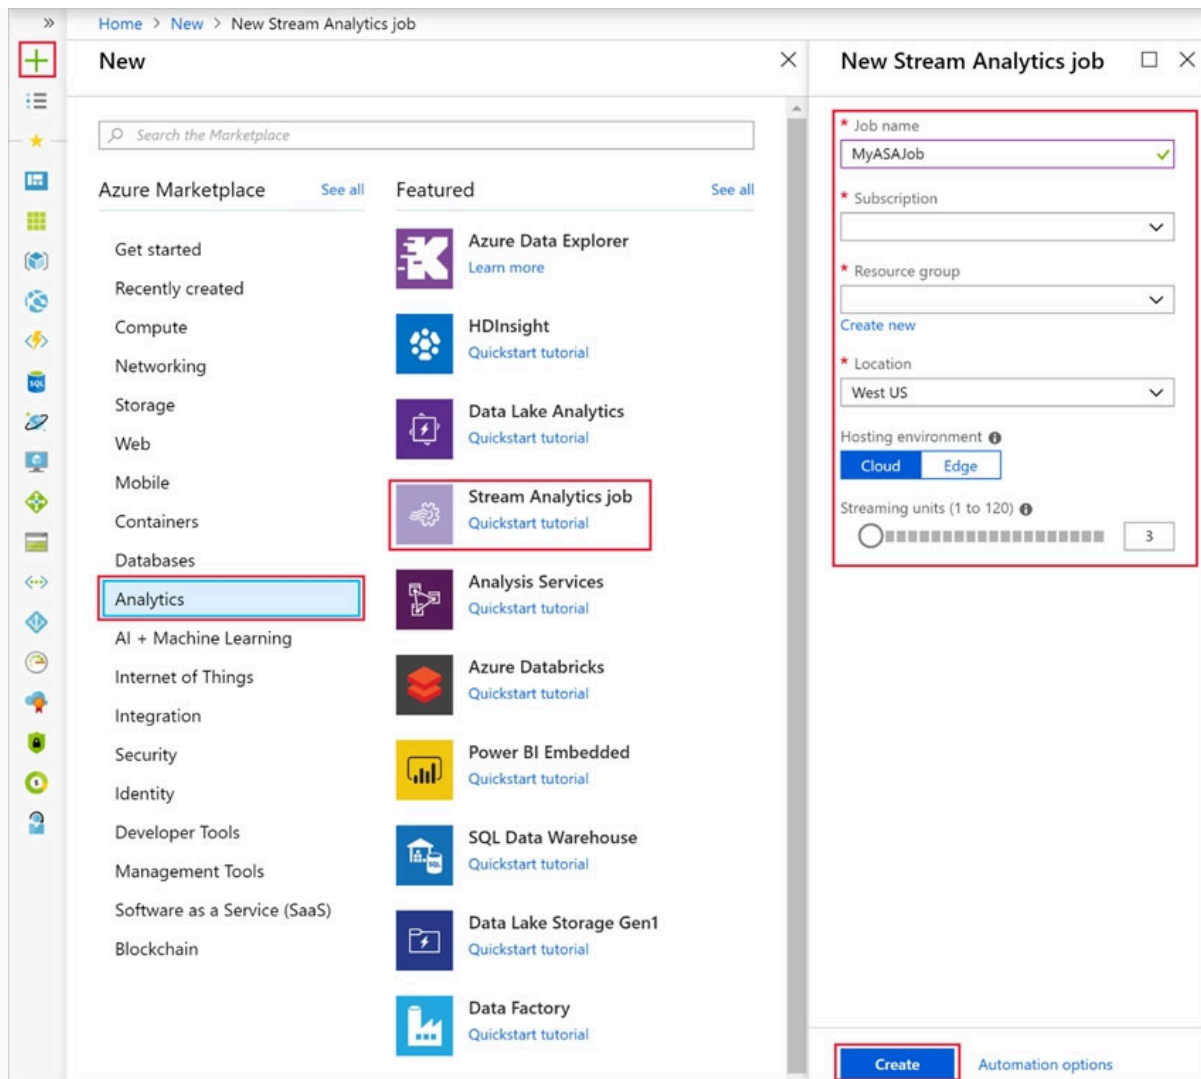 Home > New > New Stream Analytics job
New
Search the Marketplace
Azure Marketplace See all
Get started
Recently created
Compute
Networking
Storage
Web
Mobile
Containers
Databases
Analytics
AI + Machine Learning
Internet of Things
Integration
Security
Identity
Developer Tools
Management Tools
Software as a Service (SaaS)
Blockchain
Featured See all
Azure Data Explorer
Learn more
HDInsight
Quickstart tutorial
Data Lake Analytics
Quickstart tutorial
Stream Analytics job
Quickstart tutorial
Analysis Services
Quickstart tutorial
Azure Databricks
Quickstart tutorial
Power BI Embedded
Quickstart tutorial
SQL Data Warehouse
Quickstart tutorial
Data Lake Storage Gen1
Quickstart tutorial
Data Factory
Quickstart tutorial
New Stream Analytics job
* Job name
MyASAJob
* Subscription
* Resource group
Create new
* Location
West US
Hosting environment
Cloud Edge
Streaming units (1 to 120)
3
Create Automation options